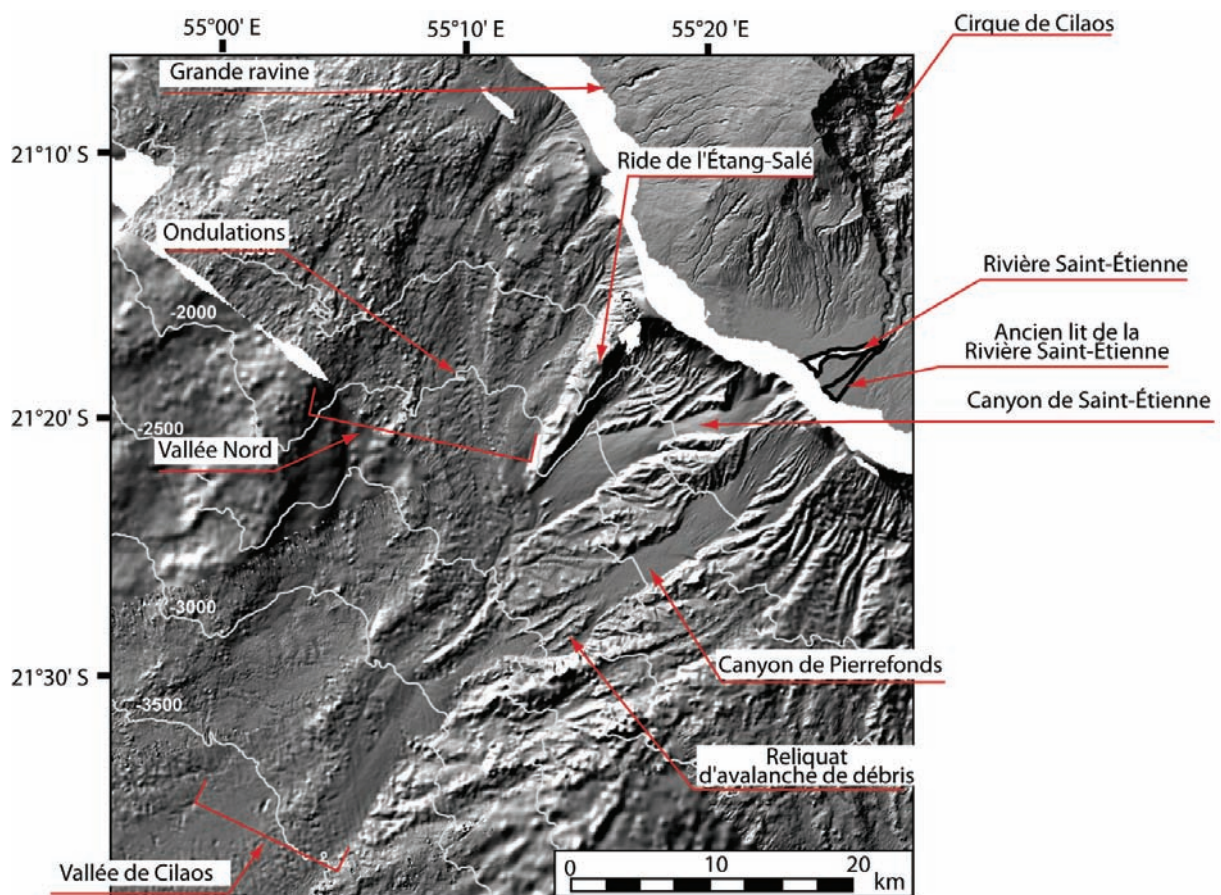 55°00' E
55°10' E
55°20' E
Cirque de Cilaos
Grande ravine
21°10' S
Ride de l'Étang-Salé
Ondulations
Rivière Saint-Étienne
-2000
Ancien lit de la
Rivière Saint-Étienne
Canyon de Saint-Étienne
21°20' S
-2500
Vallée Nord
-3000
Canyon de Pierrefonds
21°30' S
-3500
Reliquat
d'avalanche de débris
Vallée de Cilaos
0 10 20
km